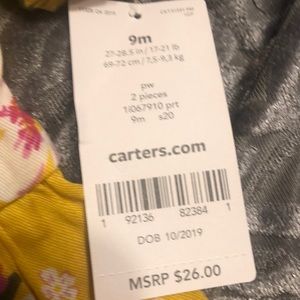 9m
27-28.5 in / 17-21 lb
69-72 cm / 7.5-9.3 kg
pw
2 pieces
1I067910 prt
9m s20
carters.com
1 92136 82384 1
DOB 10/2019
MSRP $26.00